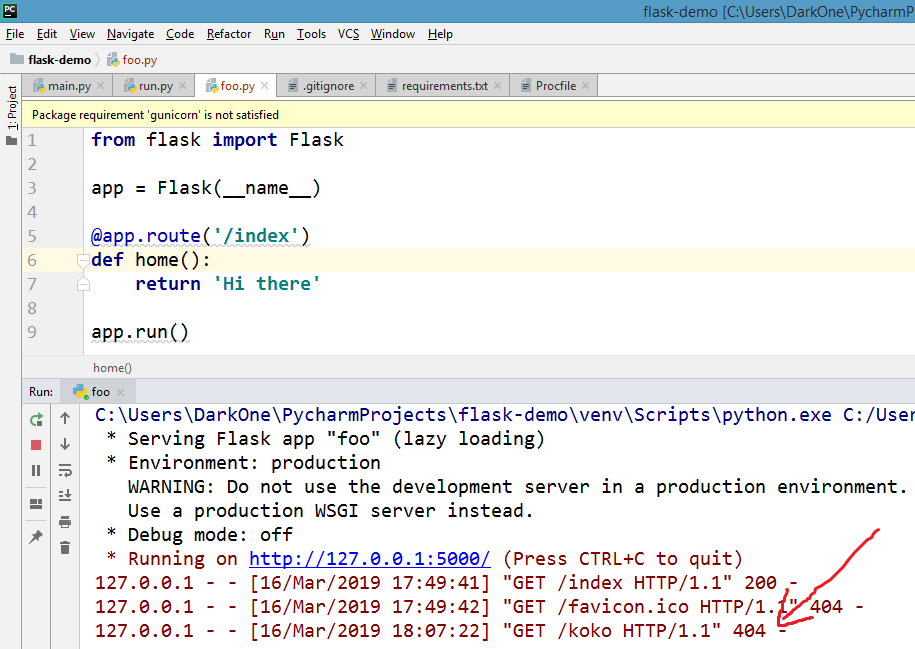 PC
flask-demo [C:\Users\DarkOne\PycharmP
File Edit View Navigate Code Refactor Run Tools VCS Window Help
flask-demo foo.py
main.py run.py foo.py .gitignore requirements.txt Procfile
1: Project
Package requirement 'gunicorn' is not satisfied
1 from flask import Flask
2
3 app = Flask(__name__)
4
5 @app.route('/index')
6 def home():
7 return 'Hi there'
8
9 app.run()
home()
Run: foo
C:\Users\DarkOne\PycharmProjects\flask-demo\venv\Scripts\python.exe C:/User
* Serving Flask app "foo" (lazy loading)
* Environment: production
WARNING: Do not use the development server in a production environment.
Use a production WSGI server instead.
* Debug mode: off
* Running on http://127.0.0.1:5000/ (Press CTRL+C to quit)
127.0.0.1 - - [16/Mar/2019 17:49:41] "GET /index HTTP/1.1" 200 -
127.0.0.1 - - [16/Mar/2019 17:49:42] "GET /favicon.ico HTTP/1.1" 404 -
127.0.0.1 - - [16/Mar/2019 18:07:22] "GET /koko HTTP/1.1" 404 -